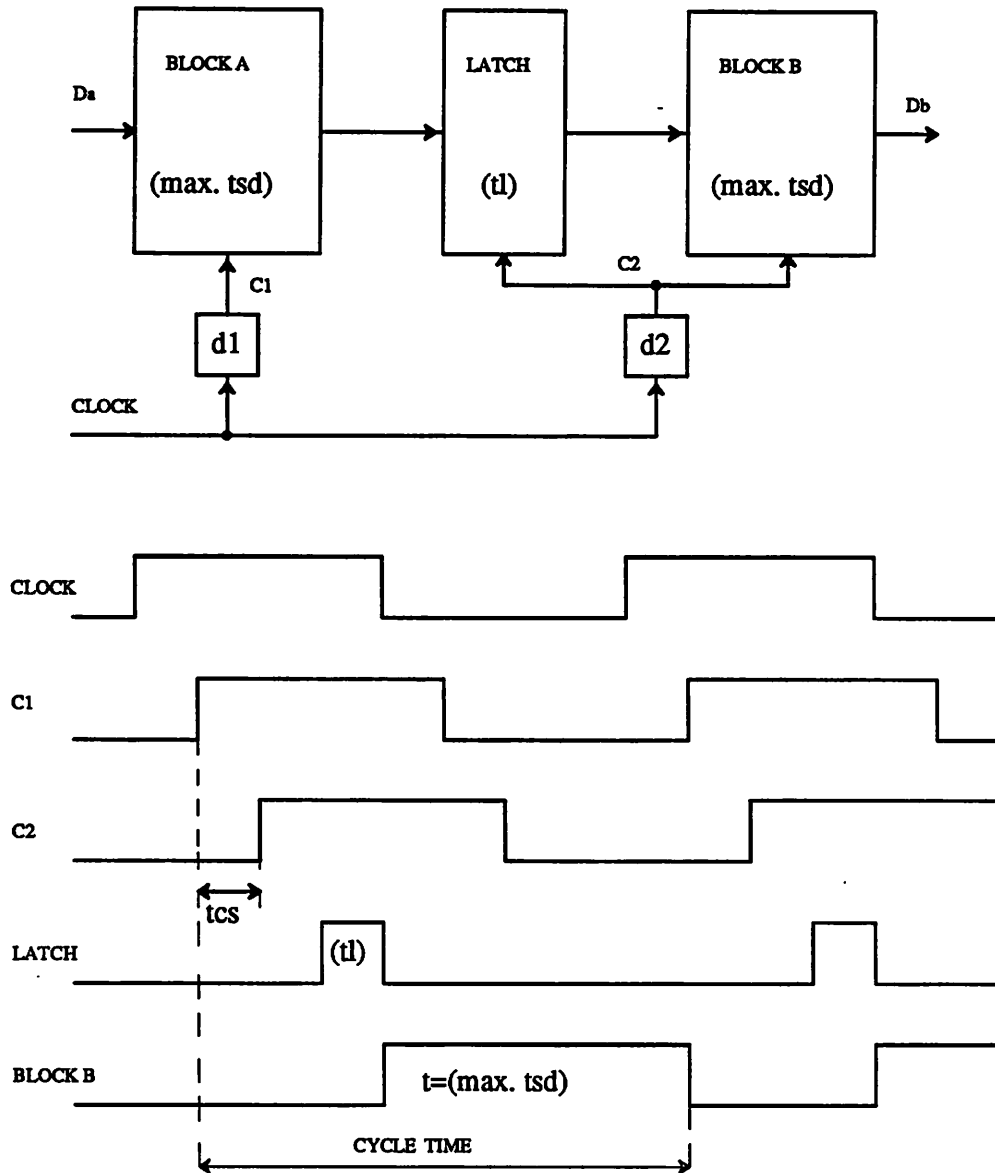 BLOCK A
LATCH
BLOCK B
Da
Db
(max. tsd)
(tl)
(max. tsd)
C1
C2
d1
d2
CLOCK
CLOCK
C1
C2
tcs
LATCH
(tl)
BLOCK B
t=(max. tsd)
CYCLE TIME